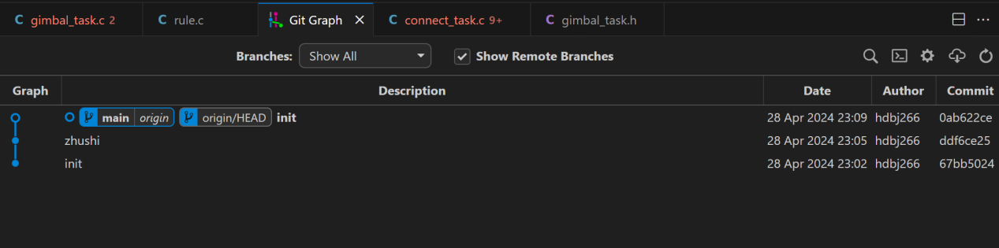 gimbal_task.c 2 rule.c Git Graph connect_task.c 9+ gimbal_task.h
Branches: Show All Show Remote Branches
Graph Description Date Author Commit
main origin origin/HEAD init 28 Apr 2024 23:09 hdbj266 0ab622ce
zhushi 28 Apr 2024 23:05 hdbj266 ddf6ce25
init 28 Apr 2024 23:02 hdbj266 67bb5024